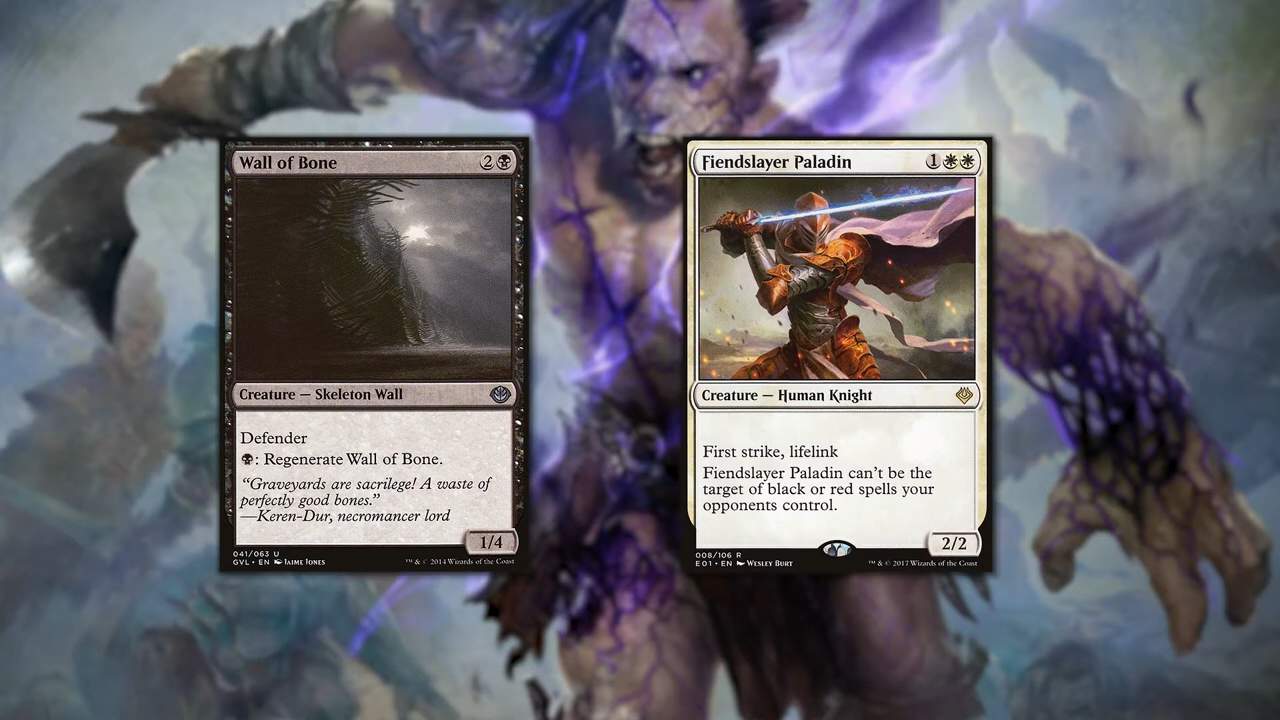 Wall of Bone 2
Creature — Skeleton Wall
Defender
: Regenerate Wall of Bone.
“Graveyards are sacrilege! A waste of
perfectly good bones.”
—Keren-Dur, necromancer lord
1/4
041/063 U
GVL • EN Jaime Jones ™ & © 2014 Wizards of the Coast
Fiendslayer Paladin 1
Creature — Human Knight
First strike, lifelink
Fiendslayer Paladin can’t be the
target of black or red spells your
opponents control.
2/2
008/106 R
E01 • EN Wesley Burt ™ & © 2017 Wizards of the Coast